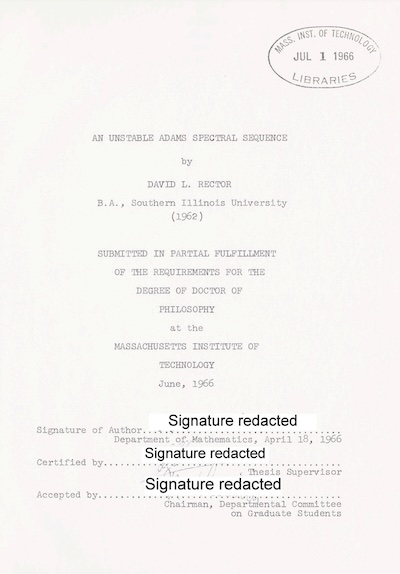 MASS. INST. OF TECHNOLOGY
JUL 1 1966
LIBRARIES
AN UNSTABLE ADAMS SPECTRAL SEQUENCE
by
DAVID L. RECTOR
B.A., Southern Illinois University
(1962)
SUBMITTED IN PARTIAL FULFILLMENT
OF THE REQUIREMENTS FOR THE
DEGREE OF DOCTOR OF
PHILOSOPHY
at the
MASSACHUSETTS INSTITUTE OF
TECHNOLOGY
June, 1966
Signature redacted
Signature of Author
Department of Mathematics, April 18, 1966
Signature redacted
Certified by
Thesis Supervisor
Signature redacted
Accepted by
Chairman, Departmental Committee
on Graduate Students